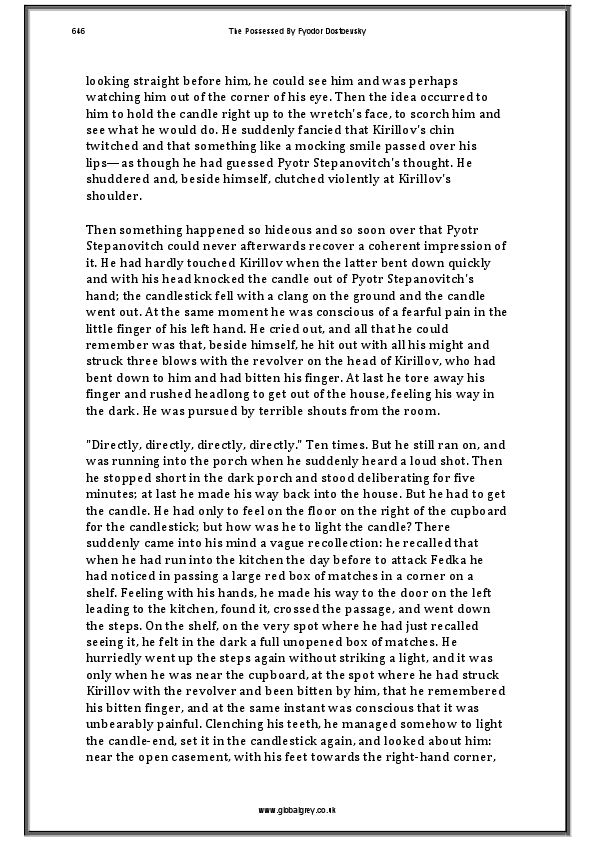 646
The Possessed By Fyodor Dostoevsky
looking straight before him, he could see him and was perhaps
watching him out of the corner of his eye. Then the idea occurred to
him to hold the candle right up to the wretch's face, to scorch him and
see what he would do. He suddenly fancied that Kirillov's chin
twitched and that something like a mocking smile passed over his
lips—as though he had guessed Pyotr Stepanovitch's thought. He
shuddered and, beside himself, clutched violently at Kirillov's
shoulder.
Then something happened so hideous and so soon over that Pyotr
Stepanovitch could never afterwards recover a coherent impression of
it. He had hardly touched Kirillov when the latter bent down quickly
and with his head knocked the candle out of Pyotr Stepanovitch's
hand; the candlestick fell with a clang on the ground and the candle
went out. At the same moment he was conscious of a fearful pain in the
little finger of his left hand. He cried out, and all that he could
remember was that, beside himself, he hit out with all his might and
struck three blows with the revolver on the head of Kirillov, who had
bent down to him and had bitten his finger. At last he tore away his
finger and rushed headlong to get out of the house, feeling his way in
the dark. He was pursued by terrible shouts from the room.
"Directly, directly, directly, directly." Ten times. But he still ran on, and
was running into the porch when he suddenly heard a loud shot. Then
he stopped short in the dark porch and stood deliberating for five
minutes; at last he made his way back into the house. But he had to get
the candle. He had only to feel on the floor on the right of the cupboard
for the candlestick; but how was he to light the candle? There
suddenly came into his mind a vague recollection: he recalled that
when he had run into the kitchen the day before to attack Fedka he
had noticed in passing a large red box of matches in a corner on a
shelf. Feeling with his hands, he made his way to the door on the left
leading to the kitchen, found it, crossed the passage, and went down
the steps. On the shelf, on the very spot where he had just recalled
seeing it, he felt in the dark a full unopened box of matches. He
hurriedly went up the steps again without striking a light, and it was
only when he was near the cupboard, at the spot where he had struck
Kirillov with the revolver and been bitten by him, that he remembered
his bitten finger, and at the same instant was conscious that it was
unbearably painful. Clenching his teeth, he managed somehow to light
the candle-end, set it in the candlestick again, and looked about him:
near the open casement, with his feet towards the right-hand corner,
www.globalgrey.co.uk